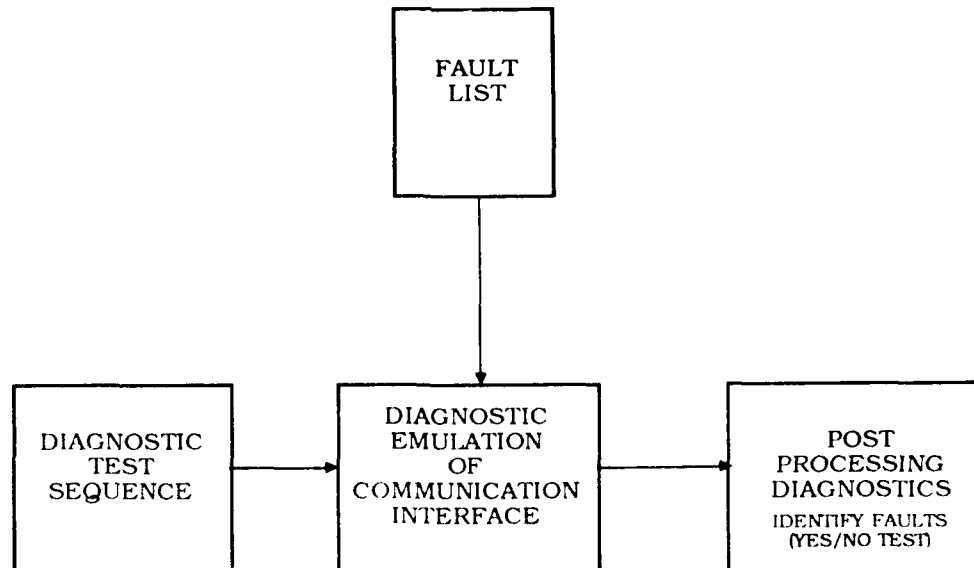 FAULT
LIST
DIAGNOSTIC
TEST
SEQUENCE
DIAGNOSTIC
EMULATION
OF
COMMUNICATION
INTERFACE
POST
PROCESSING
DIAGNOSTICS
IDENTIFY FAULTS
(YES/NO TEST)